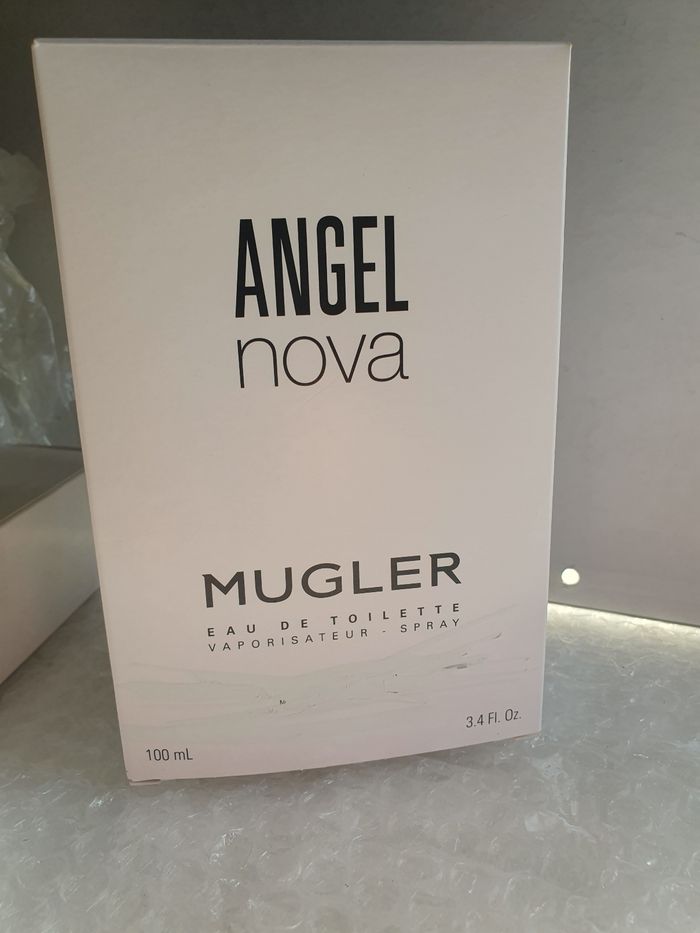 ANGEL
nova
MUGLER
EAU DE TOILETTE
VAPORISATEUR - SPRAY
100 mL
3.4 Fl. Oz.